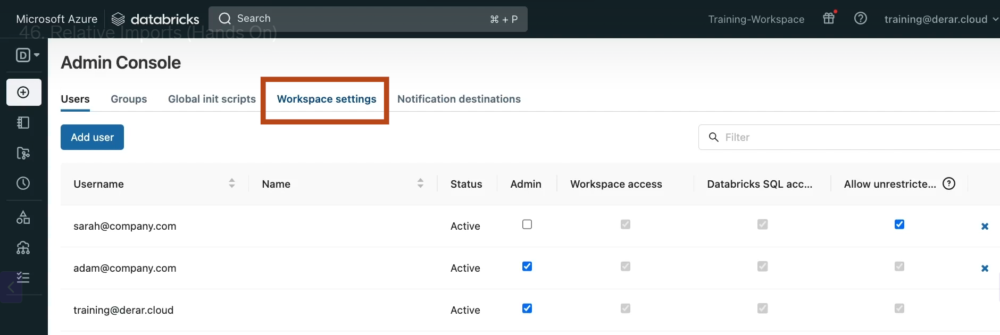 Microsoft Azure databricks Search ⌘ + P Training-Workspace training@derar.cloud
46. Relative Imports (Hands On)
D
Admin Console
Users Groups Global init scripts Workspace settings Notification destinations
Add user Filter
Username Name Status Admin Workspace access Databricks SQL acc... Allow unrestricte...
sarah@company.com Active
adam@company.com Active
training@derar.cloud Active